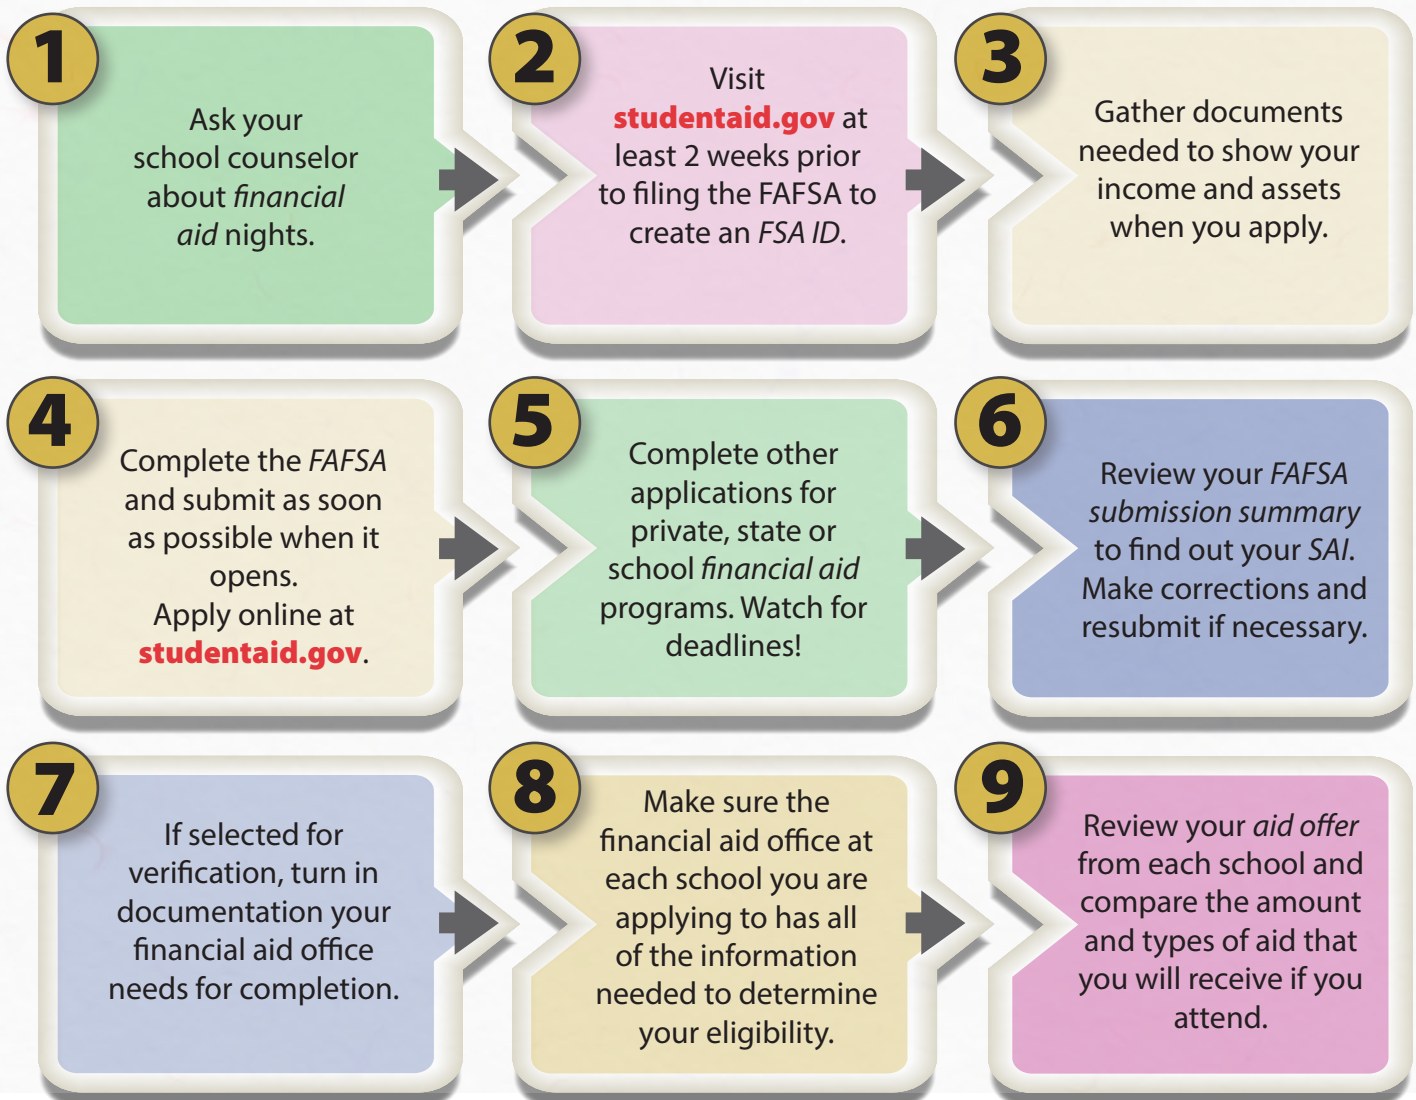 1
Ask your
school counselor
about financial
aid nights.
2
Visit
studentaid.gov at
least 2 weeks prior
to filing the FAFSA to
create an FSA ID.
3
Gather documents
needed to show your
income and assets
when you apply.
4
Complete the FAFSA
and submit as soon
as possible when it
opens.
Apply online at
studentaid.gov.
5
Complete other
applications for
private, state or
school financial aid
programs. Watch for
deadlines!
6
Review your FAFSA
submission summary
to find out your SAI.
Make corrections and
resubmit if necessary.
7
If selected for
verification, turn in
documentation your
financial aid office
needs for completion.
8
Make sure the
financial aid office at
each school you are
applying to has all
of the information
needed to determine
your eligibility.
9
Review your aid offer
from each school and
compare the amount
and types of aid that
you will receive if you
attend.